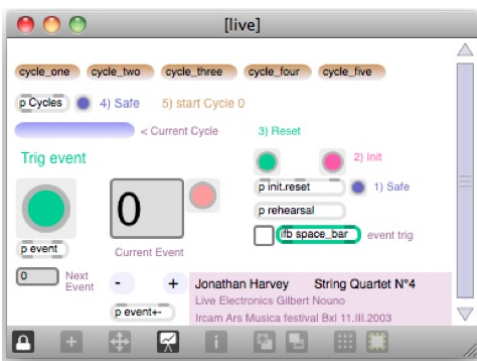 [live]
cycle_one cycle_two cycle_three cycle_four cycle_five
p Cycles 4) Safe 5) start Cycle 0
< Current Cycle 3) Reset
Trig event 2) Init
p init.reset 1) Safe
0 p rehearsal
fb space_bar event trig
p event Current Event
0 Next
Event - +
p event+-
Jonathan Harvey String Quartet N°4
Live Electronics Gilbert Nouno
Ircam Ars Musica festival Bxl 11.III.2003